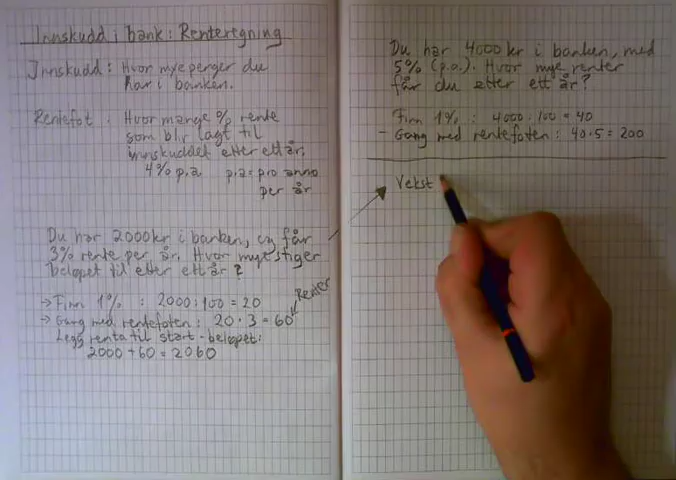 Innskudd i bank: Renteregning
Innskudd: Hvor mye penger du
har i banken.
Rentefot: Hvor mange % rente
som blir lagt til
innskuddet etter ett år.
4% p.a. p.a = pro anno
per år
Du har 2000kr i banken, og får
3% rente per år. Hvor mye stiger
beløpet til etter ett år?
→ Finn 1% : 2000:100 = 20
→ Gang med rentefoten: 20 · 3 = 60
Renter
Legg renta til start-beløpet:
2000 + 60 = 2060
Du har 4000 kr i banken, med
5% (p.a.). Hvor mye renter
får du etter ett år?
Finn 1% : 4000:100 = 40
- Gang med rentefoten: 40 · 5 = 200
Vekst